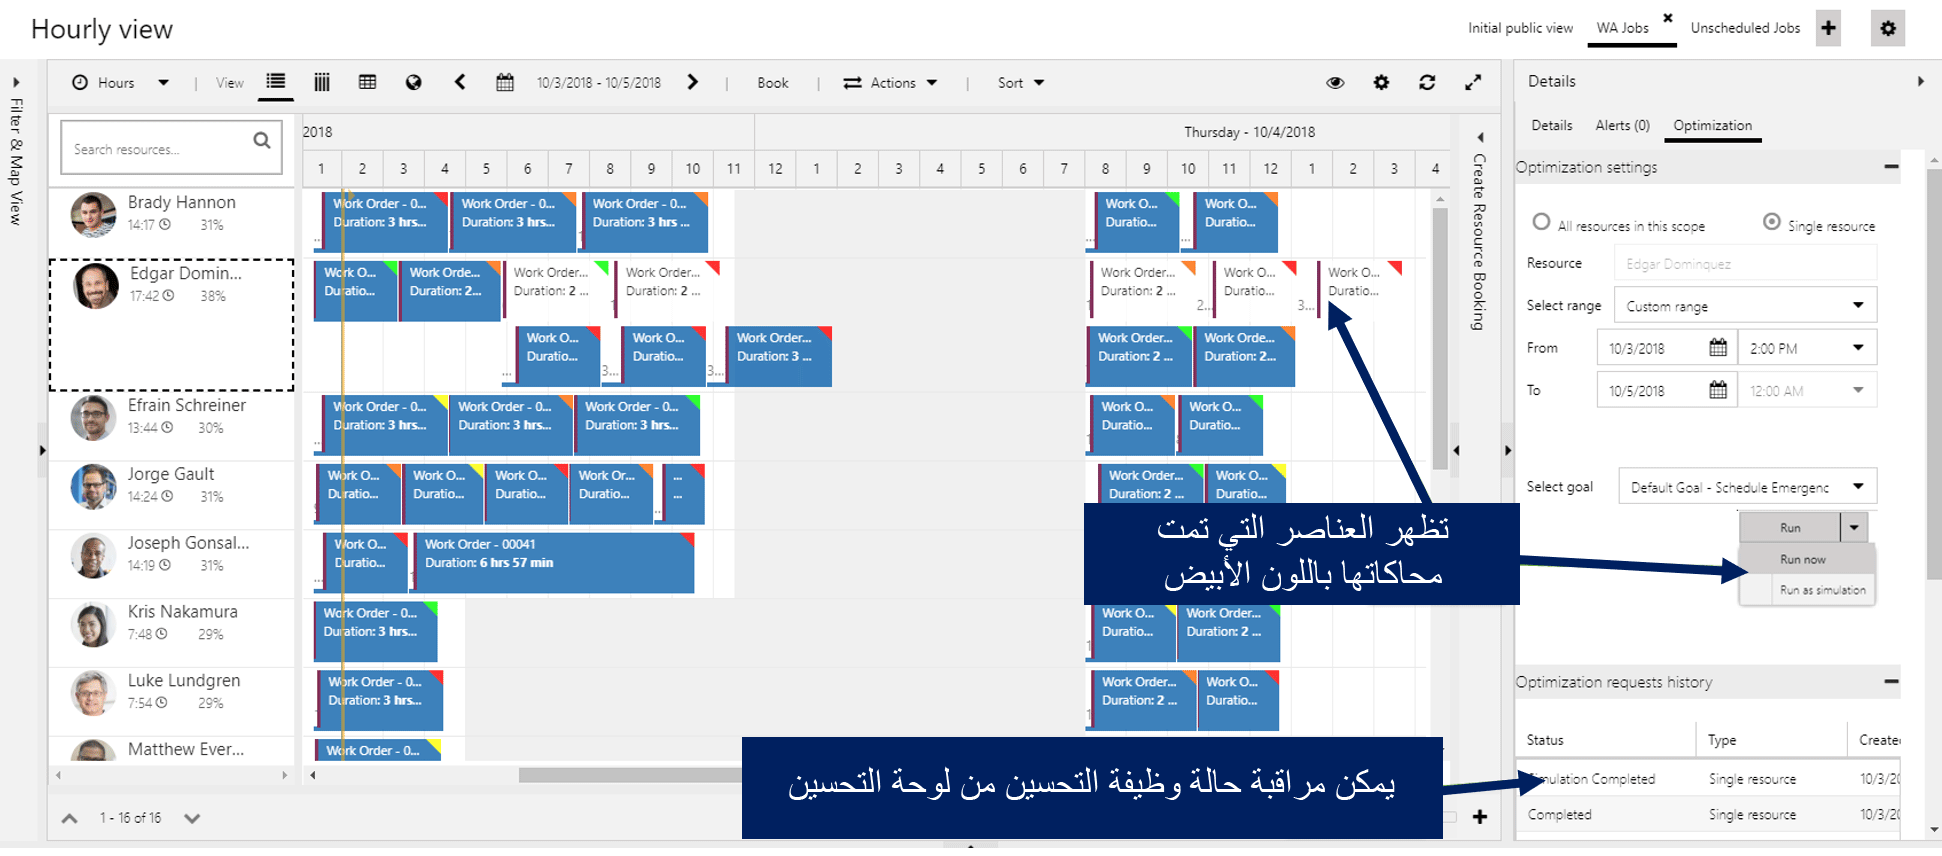 Hourly view
Initial public view
WA Jobs
Unscheduled Jobs
Filter & Map View
Hours
View
10/3/2018 - 10/5/2018
Book
Actions
Sort
Search resources...
2018
Thursday - 10/4/2018
1 2 3 4 5 6 7 8 9 10 11 12 1 2 3 4 5 6 7 8 9 10 11 12 1 2 3 4
Brady Hannon
14:17 31%
Work Order - 0... Work Order - 0... Work Order - 0... Work O... Work O...
Duration: 3 hrs... Duration: 3 hrs... Duration: 3 hrs ... Duratio... Duratio...
Edgar Domin...
17:42 38%
Work O... Work Orde... Work Order... Work Order... Work Order... Work O... Work O...
Duratio... Duration: 2... Duration: 2 ... Duration: 2 ... Duration: 2 ... Duratio... Duratio...
2... 3...
Work O... Work O... Work Order... Work Order... Work Orde...
Duratio... Duratio... Duration: 3 ... Duration: 2 ... Duration: 2...
... 3... 3...
Efrain Schreiner
13:44 30%
Work Order - 0... Work Order - 0... Work Order - 0... Work O... Work O...
Duration: 3 hrs... Duration: 3 hrs... Duration: 3 hrs... Duratio... Duratio...
Jorge Gault
14:24 31%
Work O... Work O... Work O... Work Or... ... Work Order... Work O...
Duratio... Duratio... Duratio... Duratio... ... Duration: 2 ... Duratio...
Joseph Gonsal...
14:19 31%
Work O... Work Order - 00041
Duratio... Duration: 6 hrs 57 min
Kris Nakamura
7:48 29%
Work Order - 0... Work O... Work Order...
Duration: 3 hrs... Duratio... Duration: 2 ...
Luke Lundgren
7:54 29%
Work Order - 0... Work Order... Work O...
Duration: 3 hrs... Duration: 2 ... Duratio...
Matthew Ever...
Work Order - 0...
1 - 16 of 16
Create Resource Booking
تظهر العناصر التي تمت
محاكاتها باللون الأبيض
يمكن مراقبة حالة وظيفة التحسين من لوحة التحسين
Details
Details Alerts (0) Optimization
Optimization settings
All resources in this scope Single resource
Resource Edgar Dominquez
Select range Custom range
From 10/3/2018 2:00 PM
To 10/5/2018 12:00 AM
Select goal Default Goal - Schedule Emergenc
Run
Run now
Run as simulation
Optimization requests history
Status Type Created
Simulation Completed Single resource 10/3/20
Completed Single resource 10/3/20